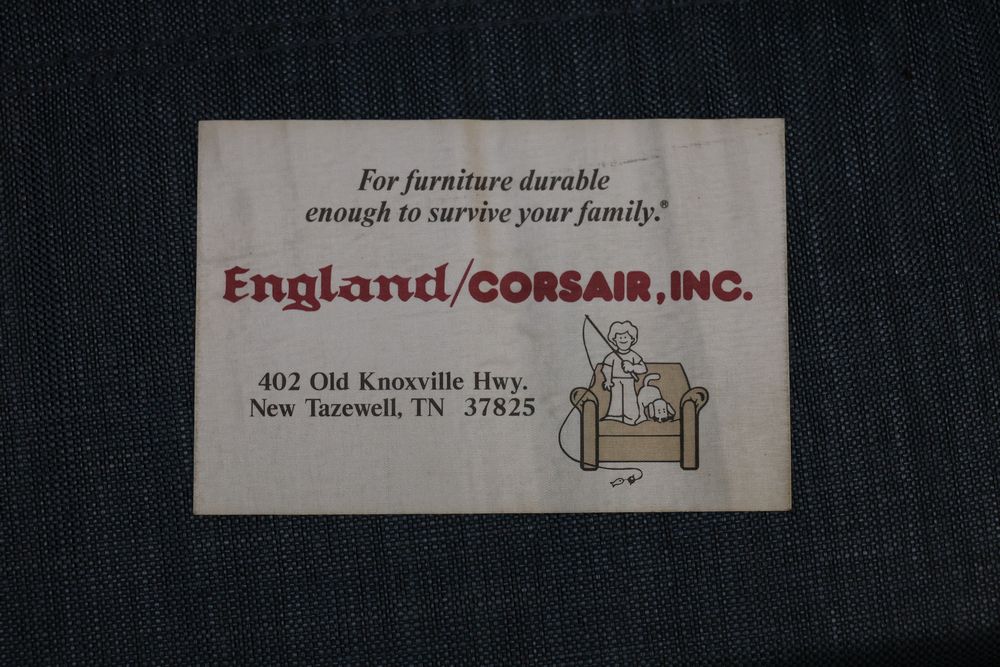 For furniture durable
enough to survive your family.®
England/CORSAIR, INC.
402 Old Knoxville Hwy.
New Tazewell, TN 37825